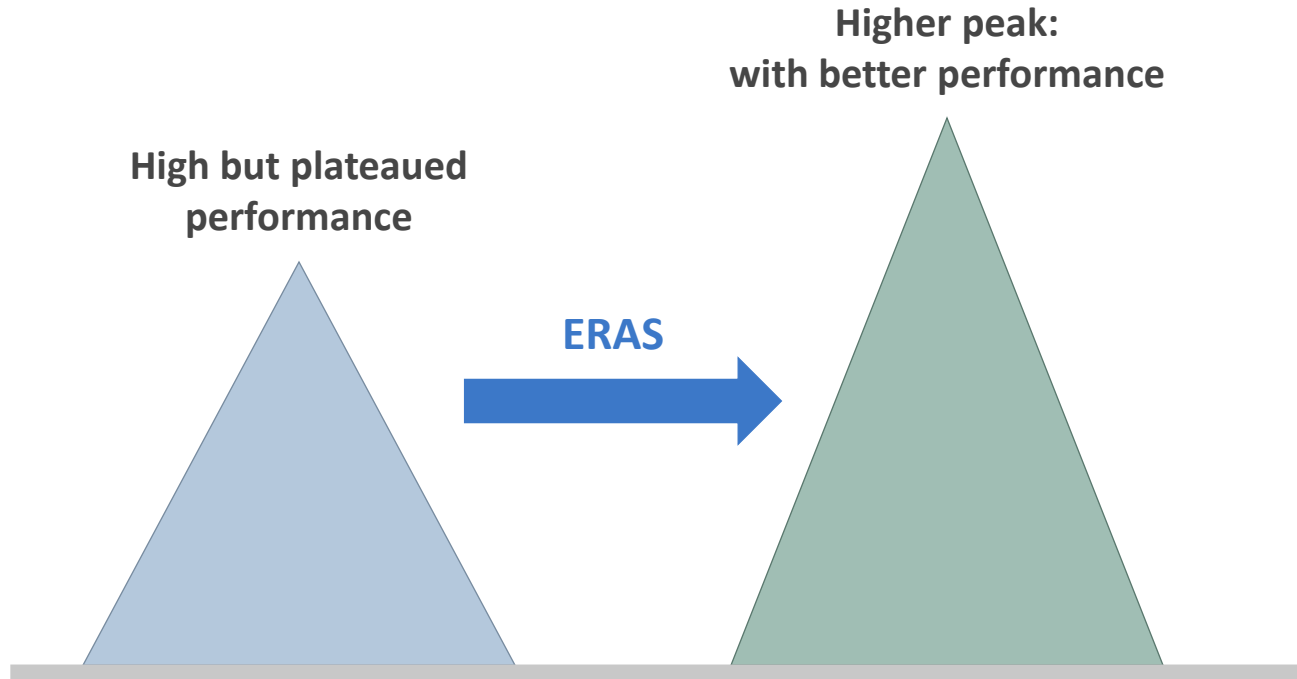 High but plateaued
performance
ERAS
Higher peak:
with better performance